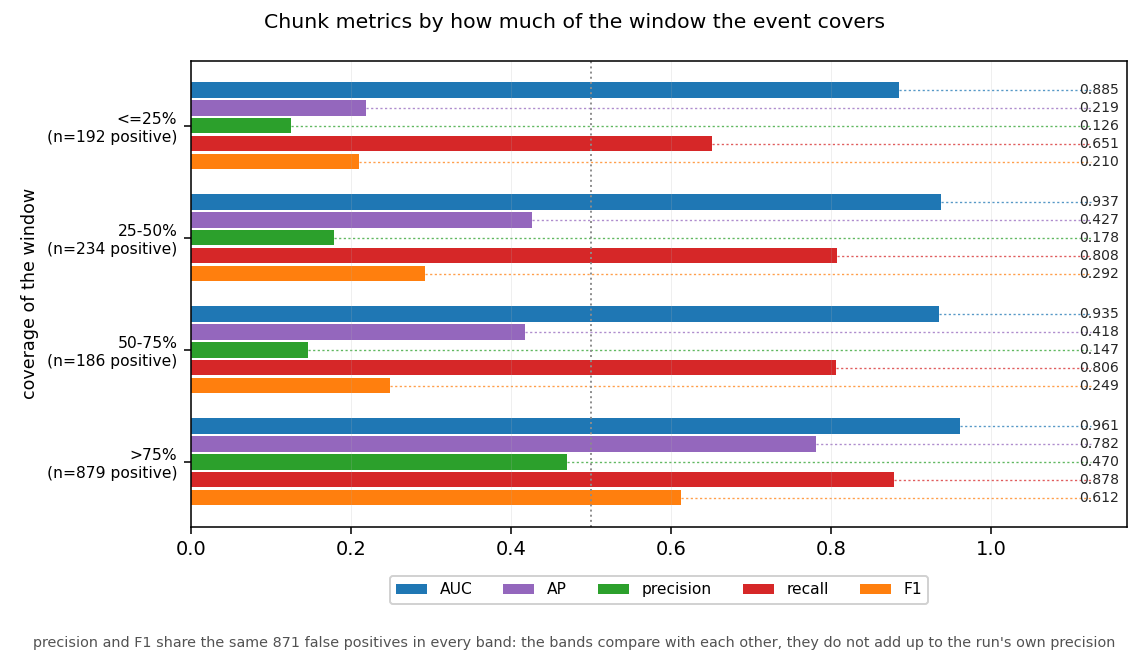 Chunk metrics by how much of the window the event covers
coverage of the window
<=25%
(n=192 positive)
0.885
0.219
0.126
0.651
0.210
25-50%
(n=234 positive)
0.937
0.427
0.178
0.808
0.292
50-75%
(n=186 positive)
0.935
0.418
0.147
0.806
0.249
>75%
(n=879 positive)
0.961
0.782
0.470
0.878
0.612
0.0 0.2 0.4 0.6 0.8 1.0
AUC AP precision recall F1
precision and F1 share the same 871 false positives in every band: the bands compare with each other, they do not add up to the run's own precision